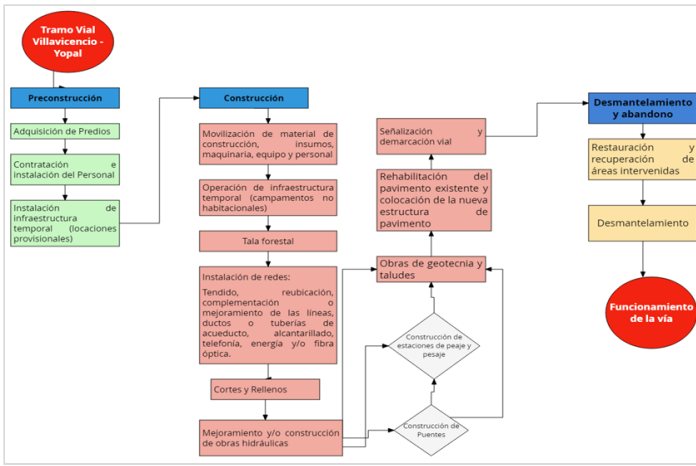 Tramo Vial
Villavicencio -
Yopal
Preconstrucción
Adquisición de Predios
Contratación e
instalación del Personal
Instalación de
infraestructura
temporal (locaciones
provisionales)
Construcción
Movilización de material de
construcción, insumos,
maquinaria, equipo y personal
Operación de infraestructura
temporal (campamentos no
habitacionales)
Tala forestal
Instalación de redes:
Tendido, reubicación,
complementación o
mejoramiento de las líneas,
ductos o tuberías de
acueducto, alcantarillado,
telefonía, energía y/o fibra
óptica.
Cortes y Rellenos
Mejoramiento y/o construcción
de obras hidráulicas
Señalización y
demarcación vial
Rehabilitación del
pavimento existente y
colocación de la nueva
estructura de
pavimento
Obras de geotecnia y
taludes
Construcción de
estaciones de peaje y
pesaje
Construcción de
Puentes
Desmantelamiento
y abandono
Restauración y
recuperación de
áreas intervenidas
Desmantelamiento
Funcionamiento
de la vía